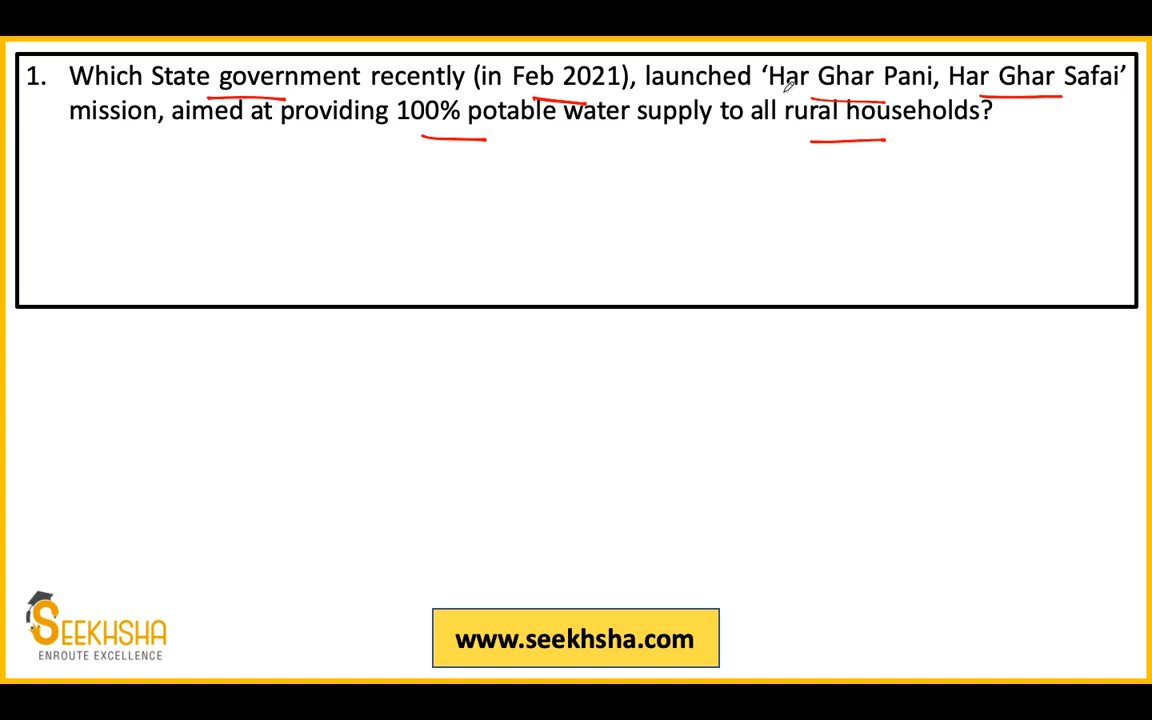 1. Which State government recently (in Feb 2021), launched ‘Har Ghar Pani, Har Ghar Safai’
mission, aimed at providing 100% potable water supply to all rural households?
SEEKHSHA
ENROUTE EXCELLENCE
www.seekhsha.com